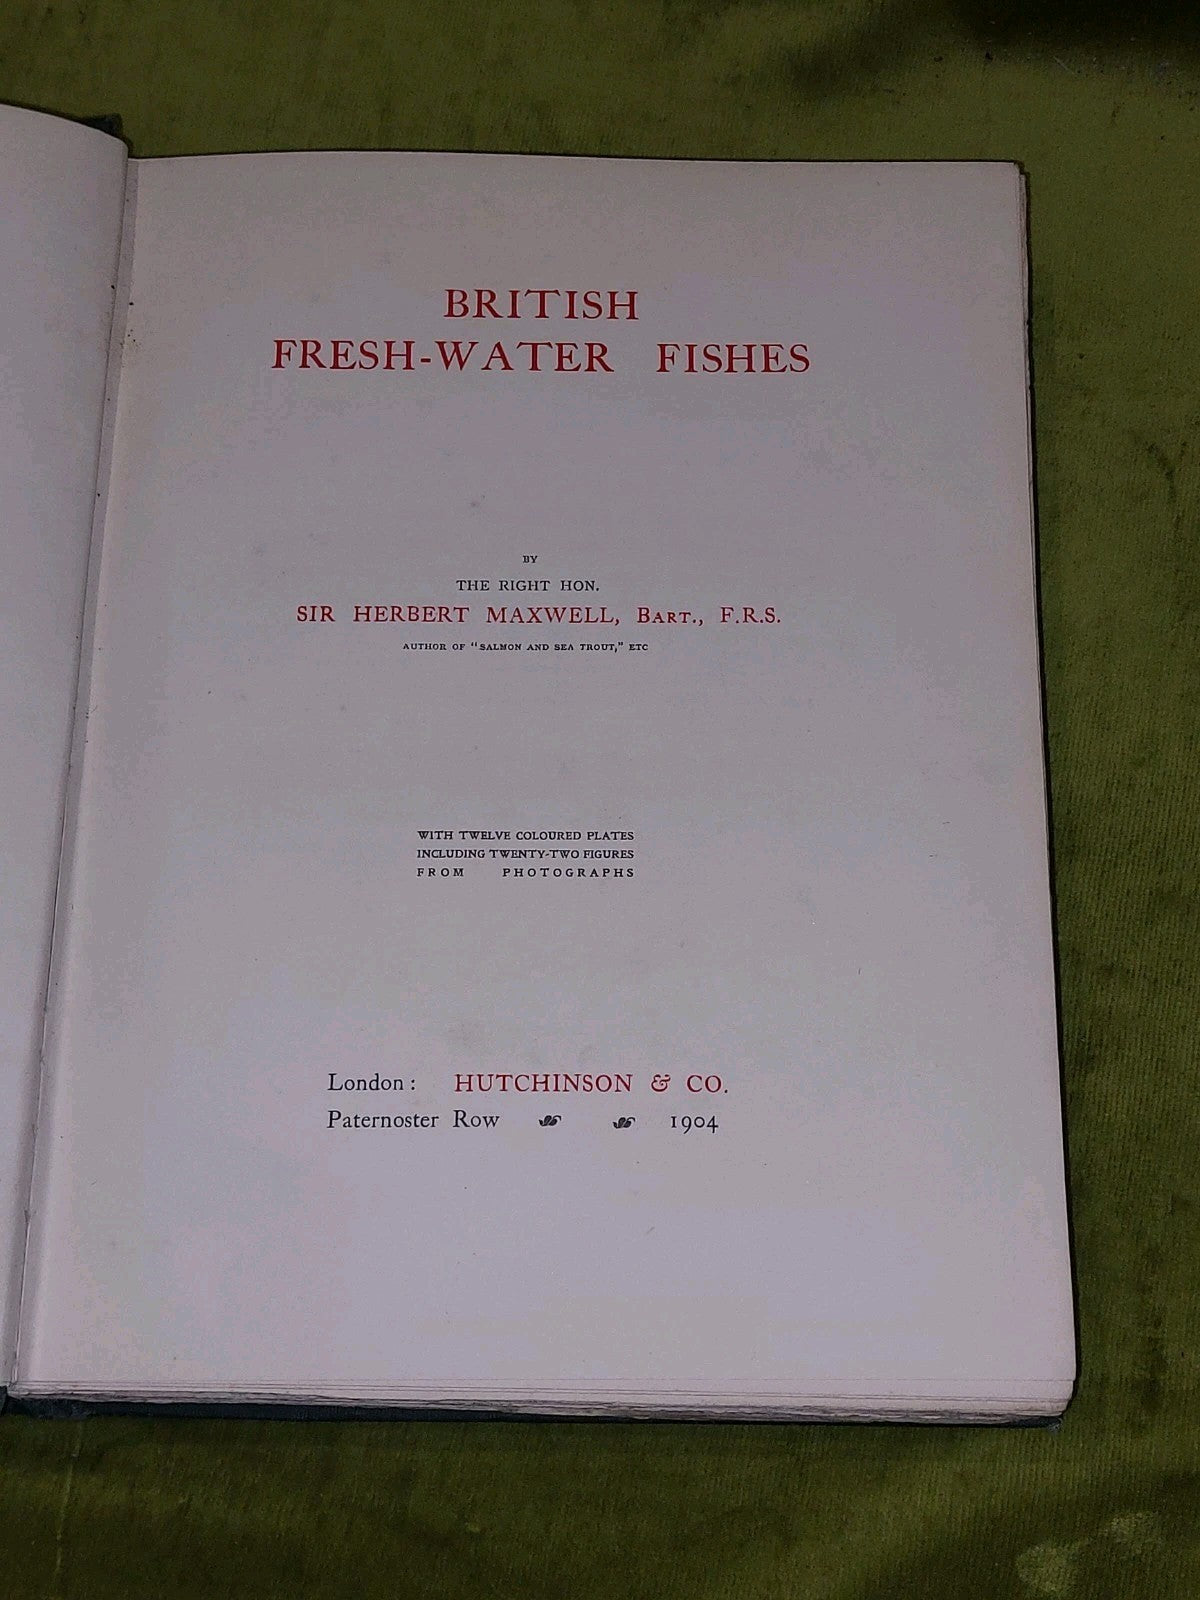 BRITISH
FRESH-WATER FISHES
BY
THE RIGHT HON.
SIR HERBERT MAXWELL, BART., F.R.S.
AUTHOR OF "SALMON AND SEA TROUT," ETC
WITH TWELVE COLOURED PLATES
INCLUDING TWENTY-TWO FIGURES
FROM PHOTOGRAPHS
London: HUTCHINSON & CO.
Paternoster Row 1904